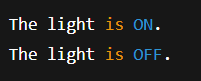 The light is ON.
The light is OFF.